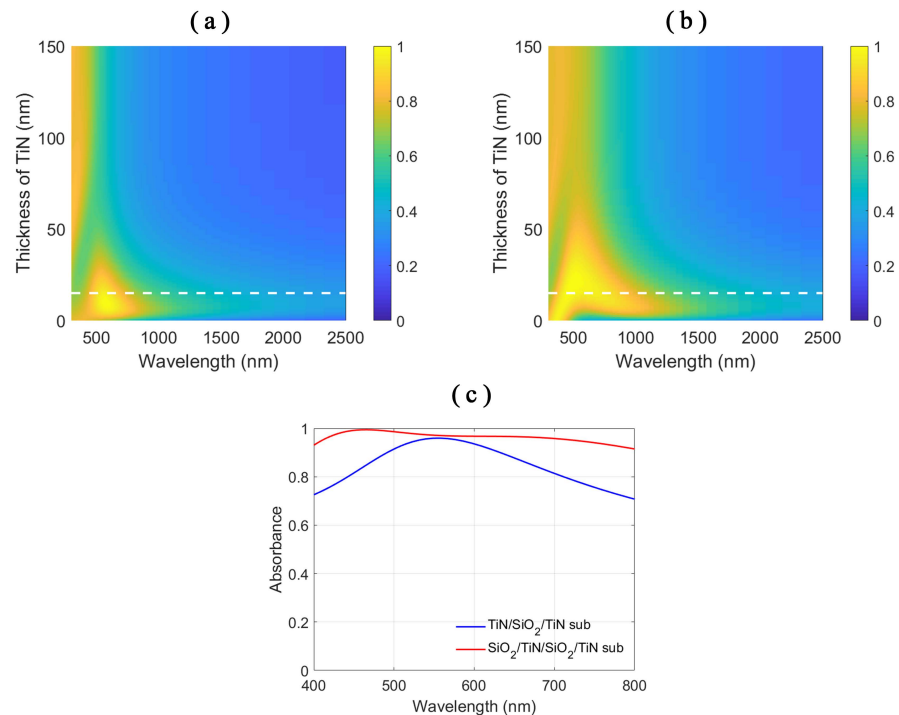 ( a )
150
100
50
0
Thickness of TiN (nm)
500 1000 1500 2000 2500
Wavelength (nm)
1
0.8
0.6
0.4
0.2
0
( b )
150
100
50
0
Thickness of TiN (nm)
500 1000 1500 2000 2500
Wavelength (nm)
1
0.8
0.6
0.4
0.2
0
( c )
1
0.8
0.6
0.4
0.2
0
Absorbance
TiN/SiO2/TiN sub
SiO2/TiN/SiO2/TiN sub
400 500 600 700 800
Wavelength (nm)